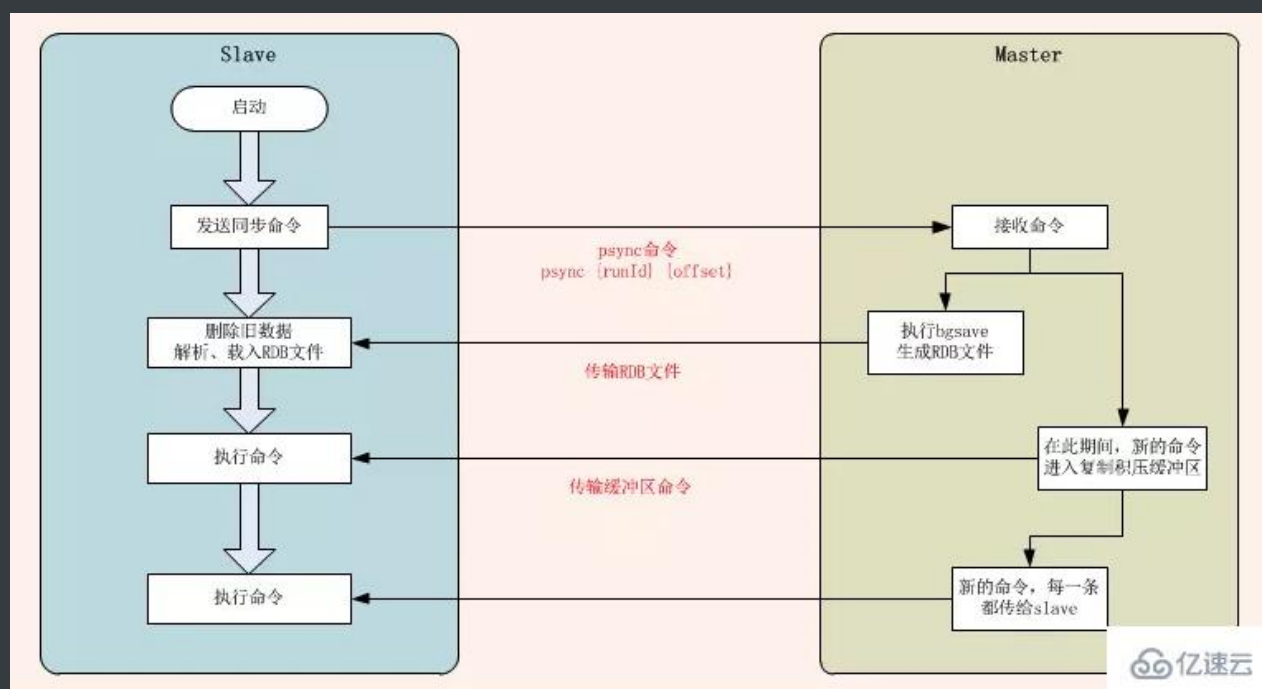 Slave
Master
启动
发送同步命令
接收命令
psync命令
psync {runId} {offset}
删除旧数据
解析、载入RDB文件
执行bgsave
生成RDB文件
传输RDB文件
执行命令
在此期间，新的命令
进入复制积压缓冲区
传输缓冲区命令
执行命令
新的命令，每一条
都传给slave
亿速云